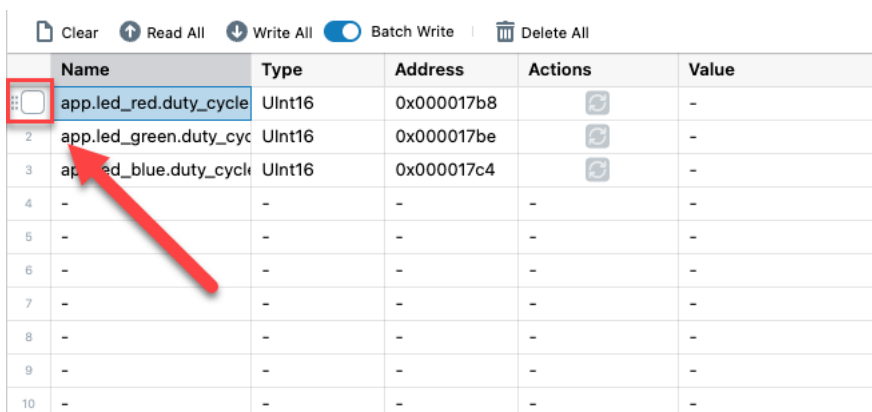 Clear Read All Write All Batch Write Delete All
Name Type Address Actions Value
app.led_red.duty_cycle UInt16 0x000017b8 -
2 app.led_green.duty_cyc UInt16 0x000017be -
3 ed_blue.duty_cycl UInt16 0x000017c4 -
4 - - - - -
5 - - - - -
6 - - - - -
7 - - - - -
8 - - - - -
9 - - - - -
10 - - - - -